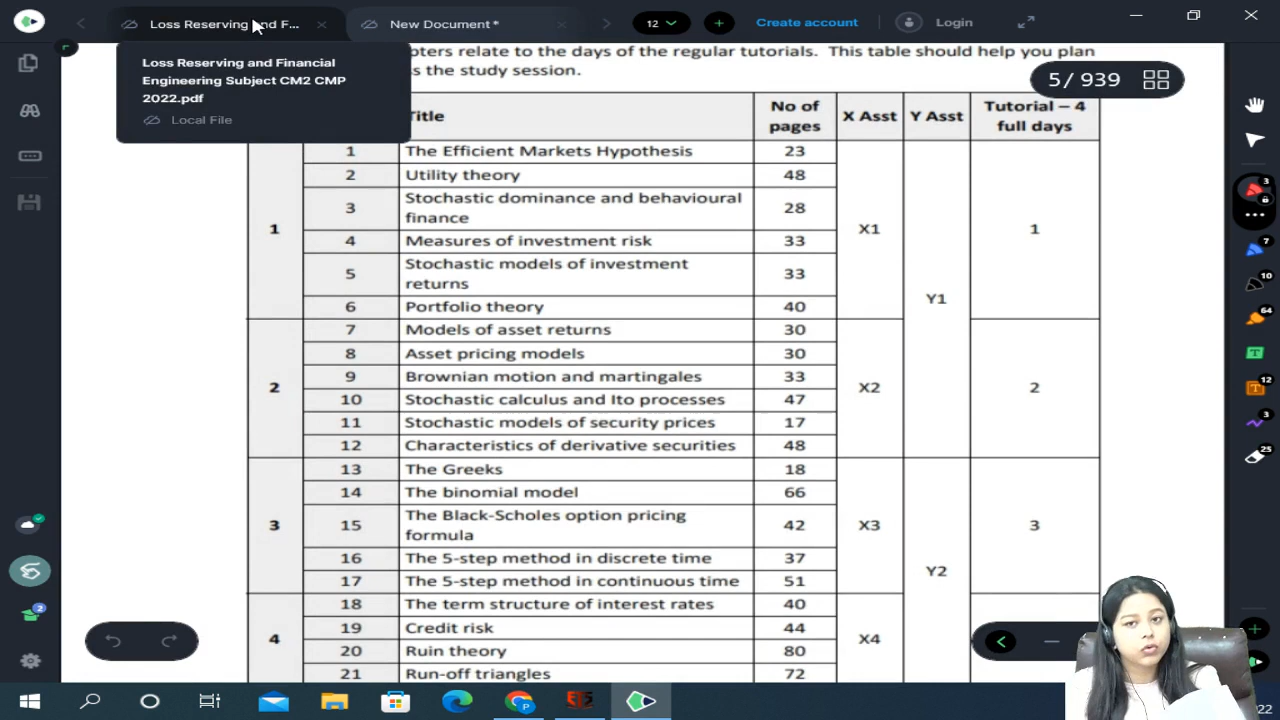 Loss Reserving and F...
New Document *
12
Create account
Login
pters relate to the days of the regular tutorials. This table should help you plan
s the study session.
Loss Reserving and Financial
Engineering Subject CM2 CMP
2022.pdf
Local File
5 / 939
Title
No of pages
X Asst
Y Asst
Tutorial – 4 full days
1
1 The Efficient Markets Hypothesis 23
2 Utility theory 48
3 Stochastic dominance and behavioural finance 28
4 Measures of investment risk 33
5 Stochastic models of investment returns 33
6 Portfolio theory 40
X1
Y1
1
2
7 Models of asset returns 30
8 Asset pricing models 30
9 Brownian motion and martingales 33
10 Stochastic calculus and Ito processes 47
11 Stochastic models of security prices 17
12 Characteristics of derivative securities 48
X2
2
3
13 The Greeks 18
14 The binomial model 66
15 The Black-Scholes option pricing formula 42
16 The 5-step method in discrete time 37
17 The 5-step method in continuous time 51
X3
Y2
3
4
18 The term structure of interest rates 40
19 Credit risk 44
20 Ruin theory 80
21 Run-off triangles 72
X4
3
7
10
64
T
T 12
3
25
2
022